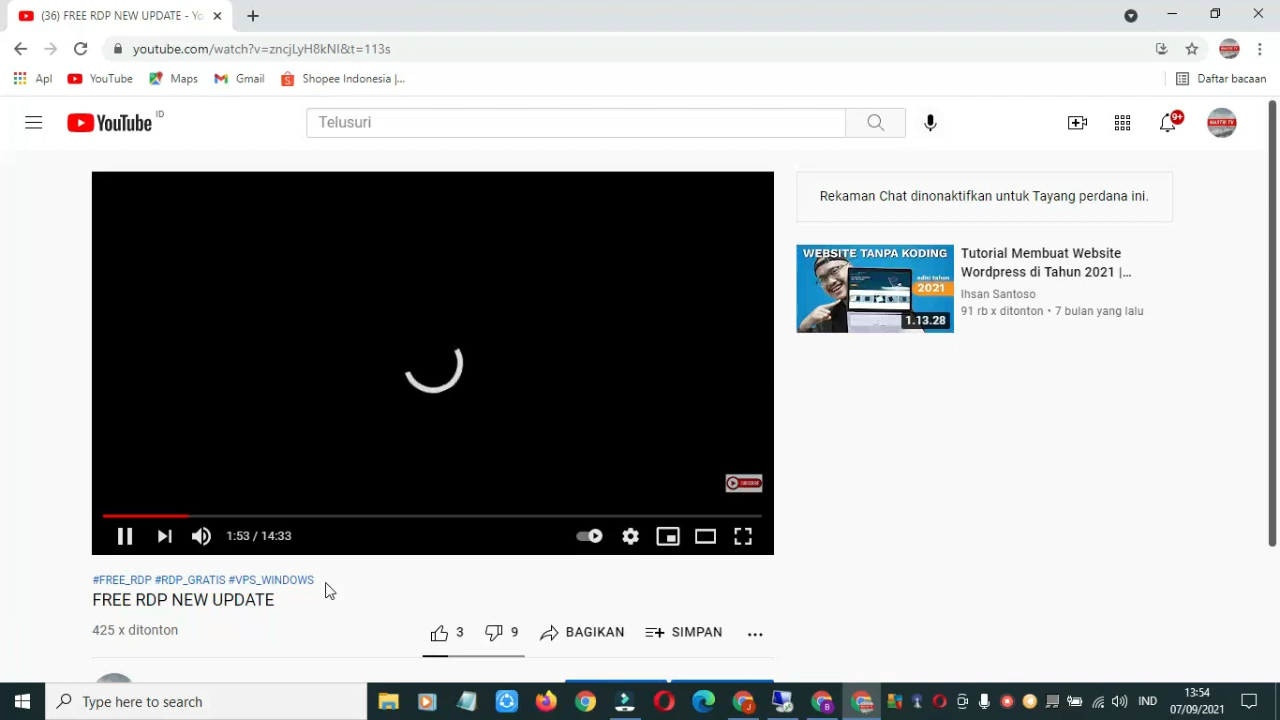 (36) FREE RDP NEW UPDATE - Yo
youtube.com/watch?v=zncjLyH8kNI&t=113s
Apl
YouTube
Maps
Gmail
Shopee Indonesia |...
Daftar bacaan
YouTube ID
Telusuri
9+
Rekaman Chat dinonaktifkan untuk Tayang perdana ini.
WEBSITE TANPA KODING
edisi tahun
2021
1.13.28
Tutorial Membuat Website
Wordpress di Tahun 2021 |...
Ihsan Santoso
91 rb x ditonton • 7 bulan yang lalu
SUBSCRIBE
1:53 / 14:33
#FREE_RDP #RDP_GRATIS #VPS_WINDOWS
FREE RDP NEW UPDATE
425 x ditonton
3
9
BAGIKAN
SIMPAN
Type here to search
IND
13:54
07/09/2021